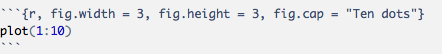 ```{r, fig.width = 3, fig.height = 3, fig.cap = "Ten dots"}
plot(1:10)
```